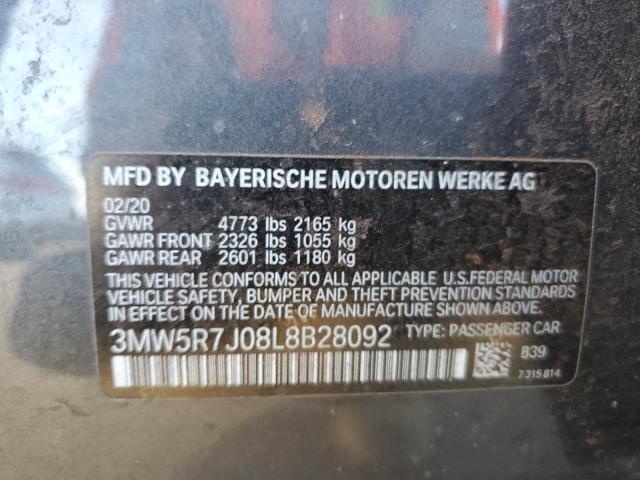 MFD BY BAYERISCHE MOTOREN WERKE AG
02/20
GVWR 4773 lbs 2165 kg
GAWR FRONT 2326 lbs 1055 kg
GAWR REAR 2601 lbs 1180 kg
THIS VEHICLE CONFORMS TO ALL APPLICABLE U.S.FEDERAL MOTOR
VEHICLE SAFETY, BUMPER AND THEFT PREVENTION STANDARDS
IN EFFECT ON THE DATE OF MANUFACTURE SHOWN ABOVE.
3MW5R7J08L8B28092 TYPE: PASSENGER CAR
B39
7 315 814